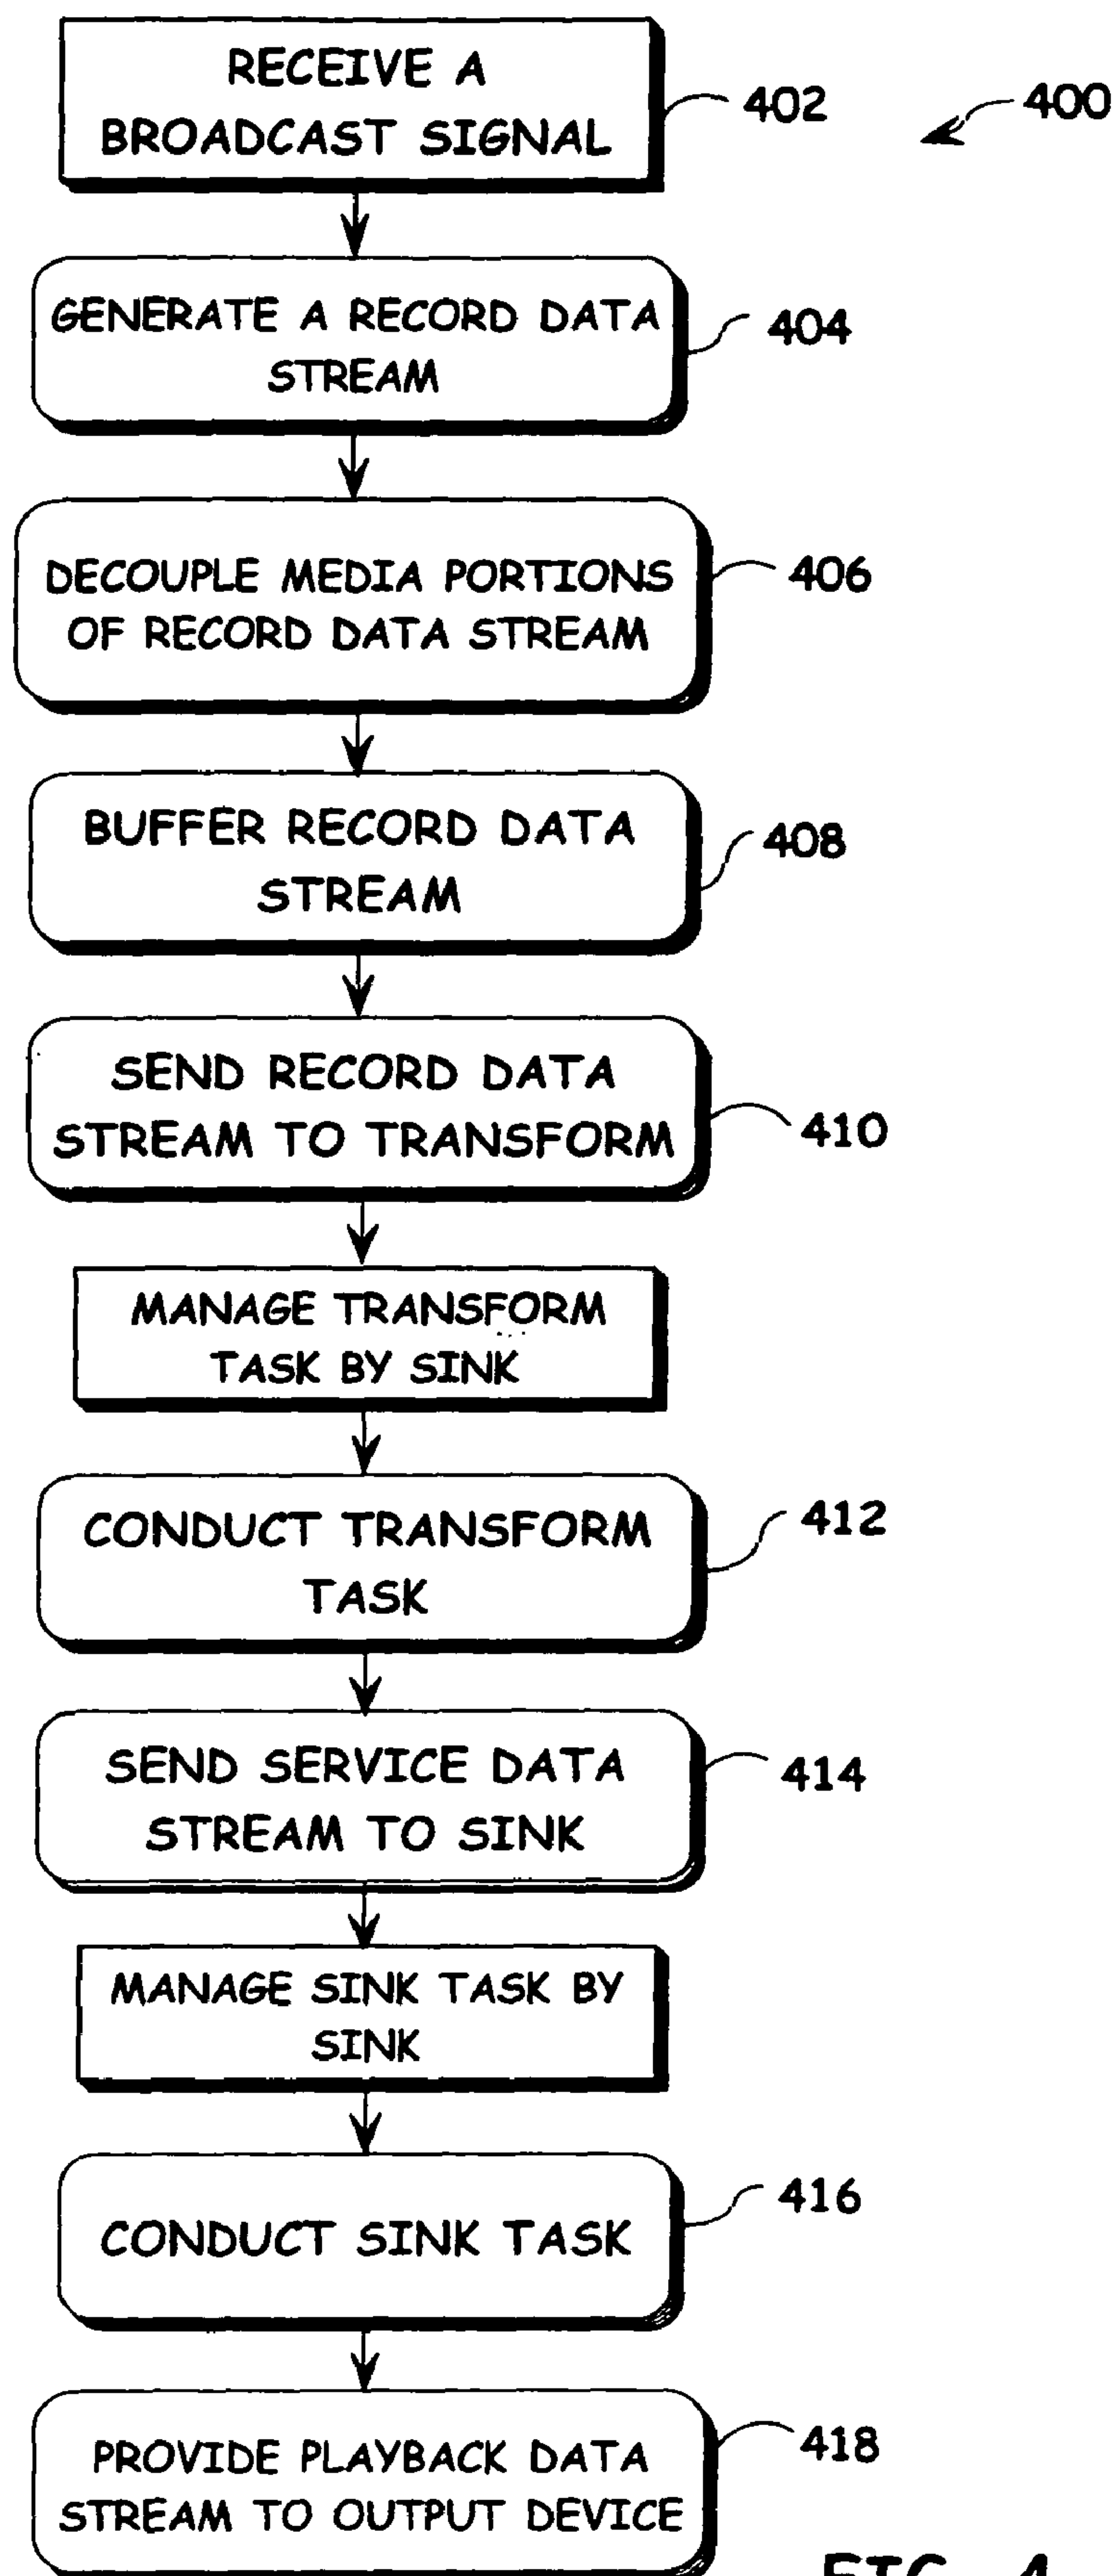 RECEIVE A
BROADCAST SIGNAL
402
400
GENERATE A RECORD DATA
STREAM
404
DECOUPLE MEDIA PORTIONS
OF RECORD DATA STREAM
406
BUFFER RECORD DATA
STREAM
408
SEND RECORD DATA
STREAM TO TRANSFORM
410
MANAGE TRANSFORM
TASK BY SINK
CONDUCT TRANSFORM
TASK
412
SEND SERVICE DATA
STREAM TO SINK
414
MANAGE SINK TASK BY
SINK
CONDUCT SINK TASK
416
PROVIDE PLAYBACK DATA
STREAM TO OUTPUT DEVICE
418
FIG. 4